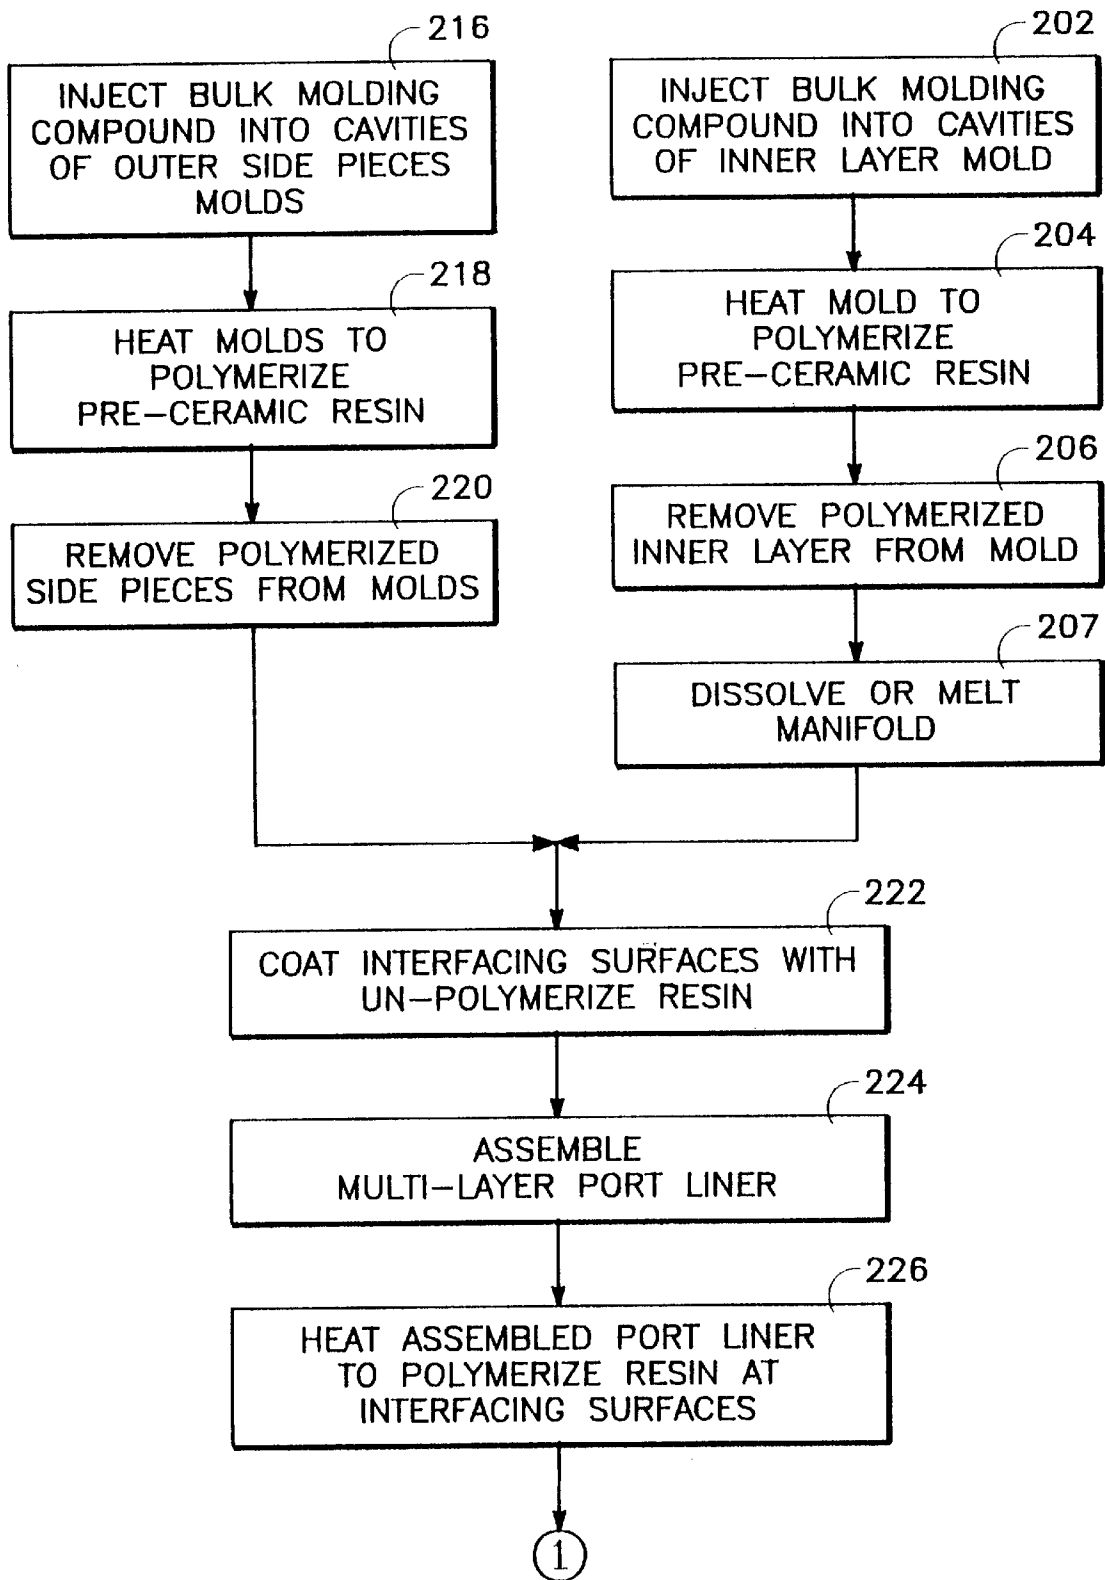 216
INJECT BULK MOLDING
COMPOUND INTO CAVITIES
OF OUTER SIDE PIECES
MOLDS
218
HEAT MOLDS TO
POLYMERIZE
PRE-CERAMIC RESIN
220
REMOVE POLYMERIZED
SIDE PIECES FROM MOLDS
202
INJECT BULK MOLDING
COMPOUND INTO CAVITIES
OF INNER LAYER MOLD
204
HEAT MOLD TO
POLYMERIZE
PRE-CERAMIC RESIN
206
REMOVE POLYMERIZED
INNER LAYER FROM MOLD
207
DISSOLVE OR MELT
MANIFOLD
222
COAT INTERFACING SURFACES WITH
UN-POLYMERIZE RESIN
224
ASSEMBLE
MULTI-LAYER PORT LINER
226
HEAT ASSEMBLED PORT LINER
TO POLYMERIZE RESIN AT
INTERFACING SURFACES
1